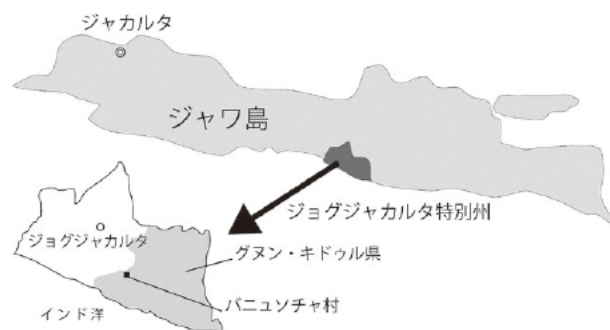 ジャカルタ
ジャワ島
ジョグジャカルタ特別州
ジョグジャカルタ
グヌン・キドゥル県
バニュソチャ村
インド洋